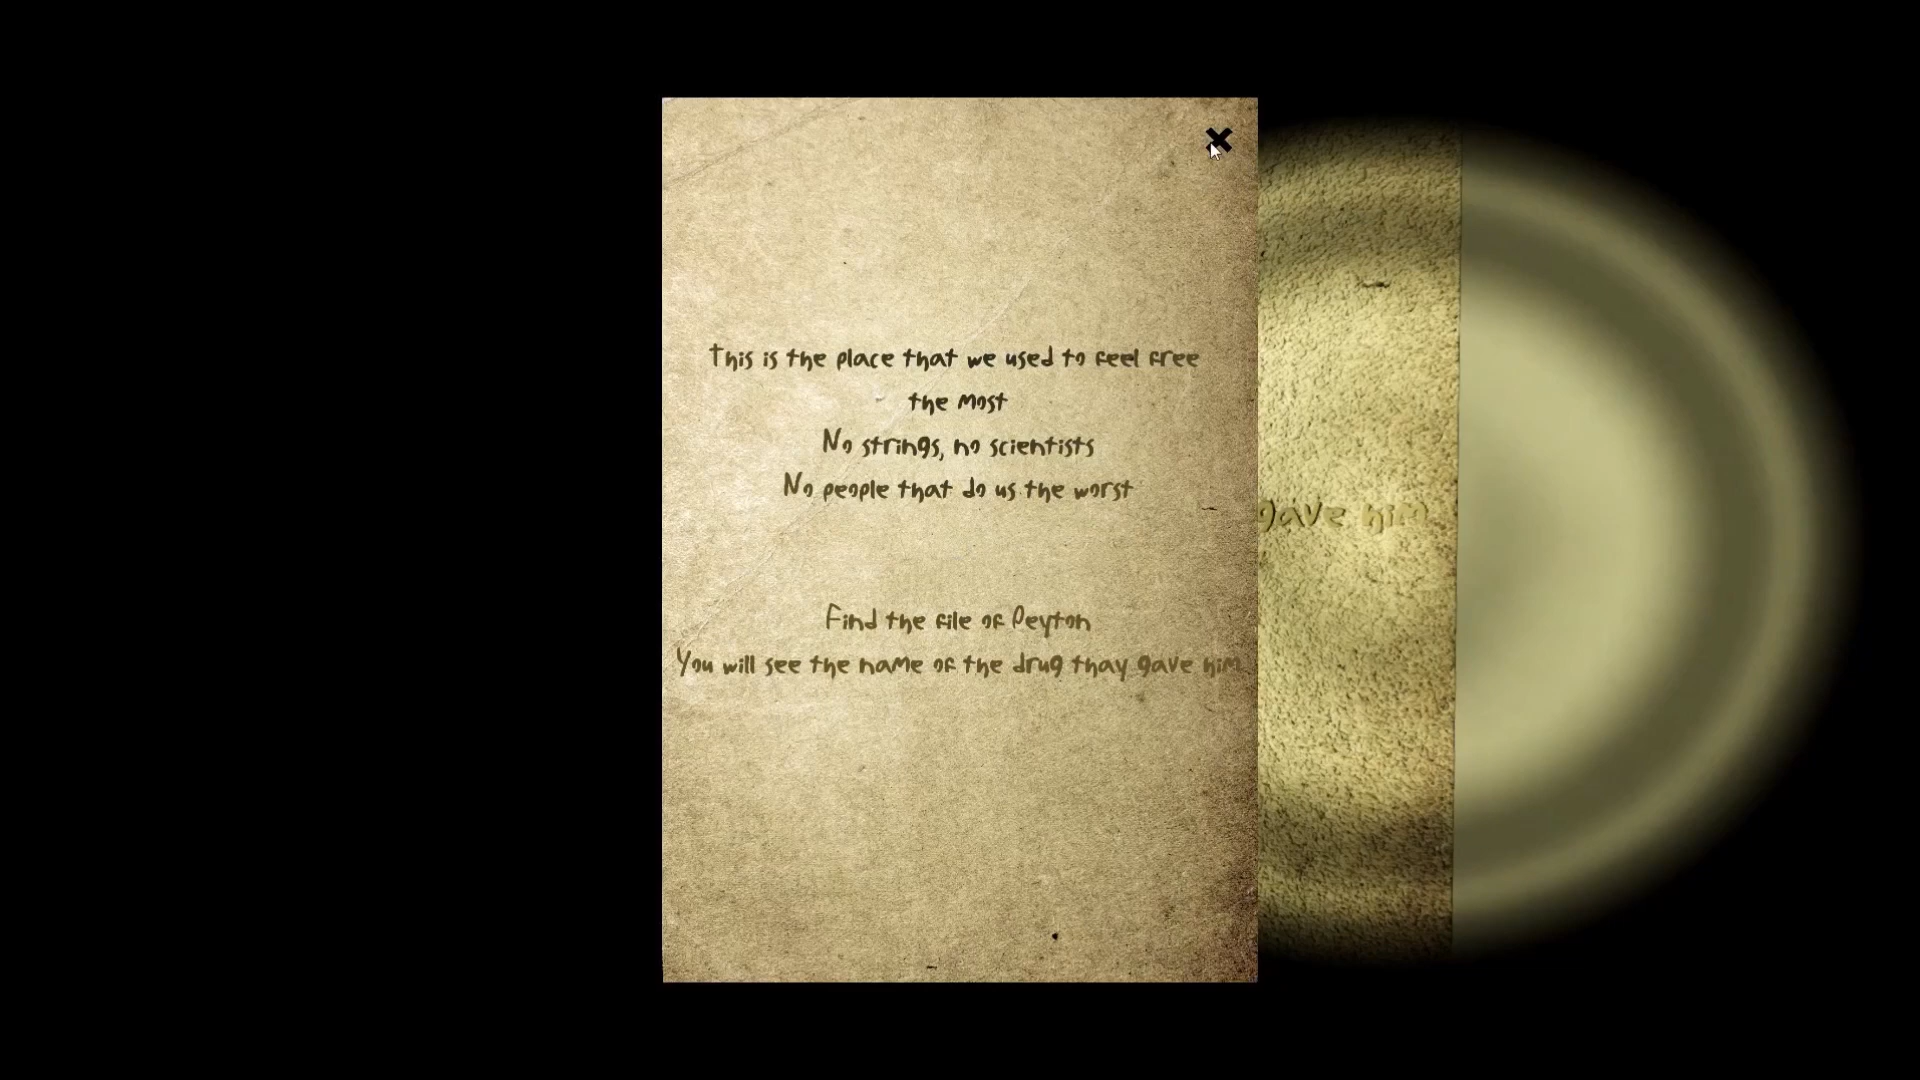 This is the place that we used to feel free
the most
No strings, no scientists
No people that do us the worst
Find the file of Peyton
You will see the name of the drug thay gave him
gave him